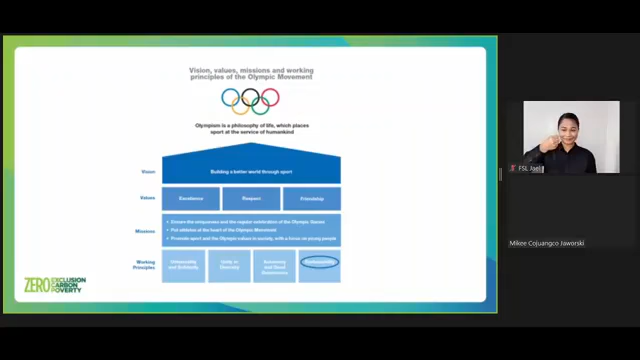 Vision, values, missions and working
principles of the Olympic Movement
Olympism is a philosophy of life, which places
sport at the service of humankind
Vision
Building a better world through sport
Values
Excellence
Respect
Friendship
Missions
• Ensure the uniqueness and the regular celebration of the Olympic Games
• Put athletes at the heart of the Olympic Movement
• Promote sport and the Olympic values in society, with a focus on young people
Working
Principles
Universality
and Solidarity
Unity in
Diversity
Autonomy
and Good
Governance
Sustainability
ZERO EXCLUSION
CARBON
POVERTY
FSL Joel
Mikee Cojuangco Jaworski